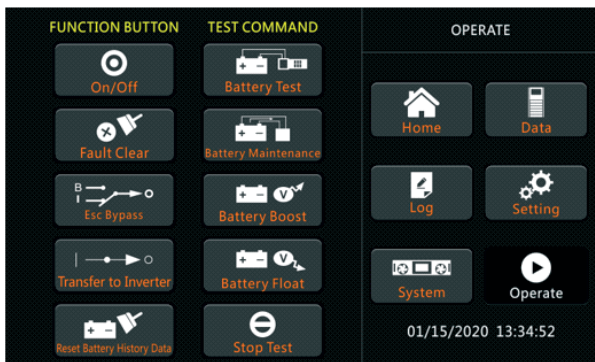 FUNCTION BUTTON
TEST COMMAND
On/Off
Battery Test
Fault Clear
Battery Maintenance
B
I
Esc Bypass
V
Battery Boost
Transfer to Inverter
V
Battery Float
Reset Battery History Data
Stop Test
OPERATE
Home
Data
Log
Setting
System
Operate
01/15/2020 13:34:52